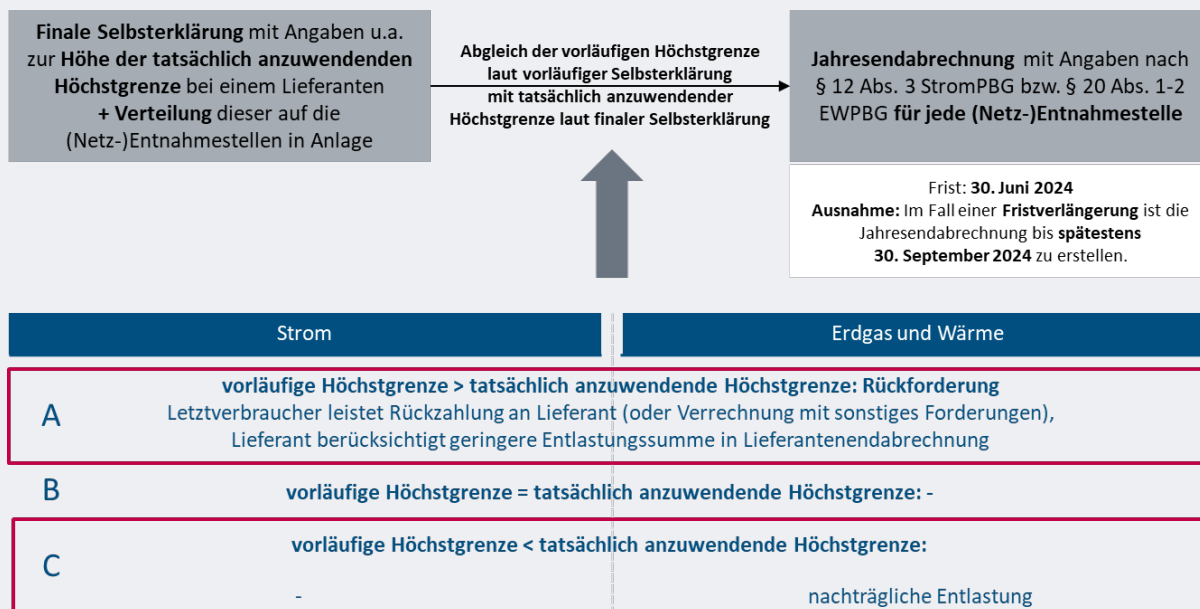 Finale Selbsterklärung mit Angaben u.a.
zur Höhe der tatsächlich anzuwendenden
Höchstgrenze bei einem Lieferanten
+ Verteilung dieser auf die
(Netz-)Entnahmestellen in Anlage
Abgleich der vorläufigen Höchstgrenze
laut vorläufiger Selbsterklärung
mit tatsächlich anzuwendender
Höchstgrenze laut finaler Selbsterklärung
Jahresendabrechnung mit Angaben nach
§ 12 Abs. 3 StromPBG bzw. § 20 Abs. 1-2
EWPBG für jede (Netz-)Entnahmestelle
Frist: 30. Juni 2024
Ausnahme: Im Fall einer Fristverlängerung ist die
Jahresendabrechnung bis spätestens
30. September 2024 zu erstellen.
Strom
Erdgas und Wärme
A
vorläufige Höchstgrenze > tatsächlich anzuwendende Höchstgrenze: Rückforderung
Letztverbraucher leistet Rückzahlung an Lieferant (oder Verrechnung mit sonstiges Forderungen),
Lieferant berücksichtigt geringere Entlastungssumme in Lieferantenendabrechnung
B
vorläufige Höchstgrenze = tatsächlich anzuwendende Höchstgrenze: -
C
vorläufige Höchstgrenze < tatsächlich anzuwendende Höchstgrenze:
-
nachträgliche Entlastung